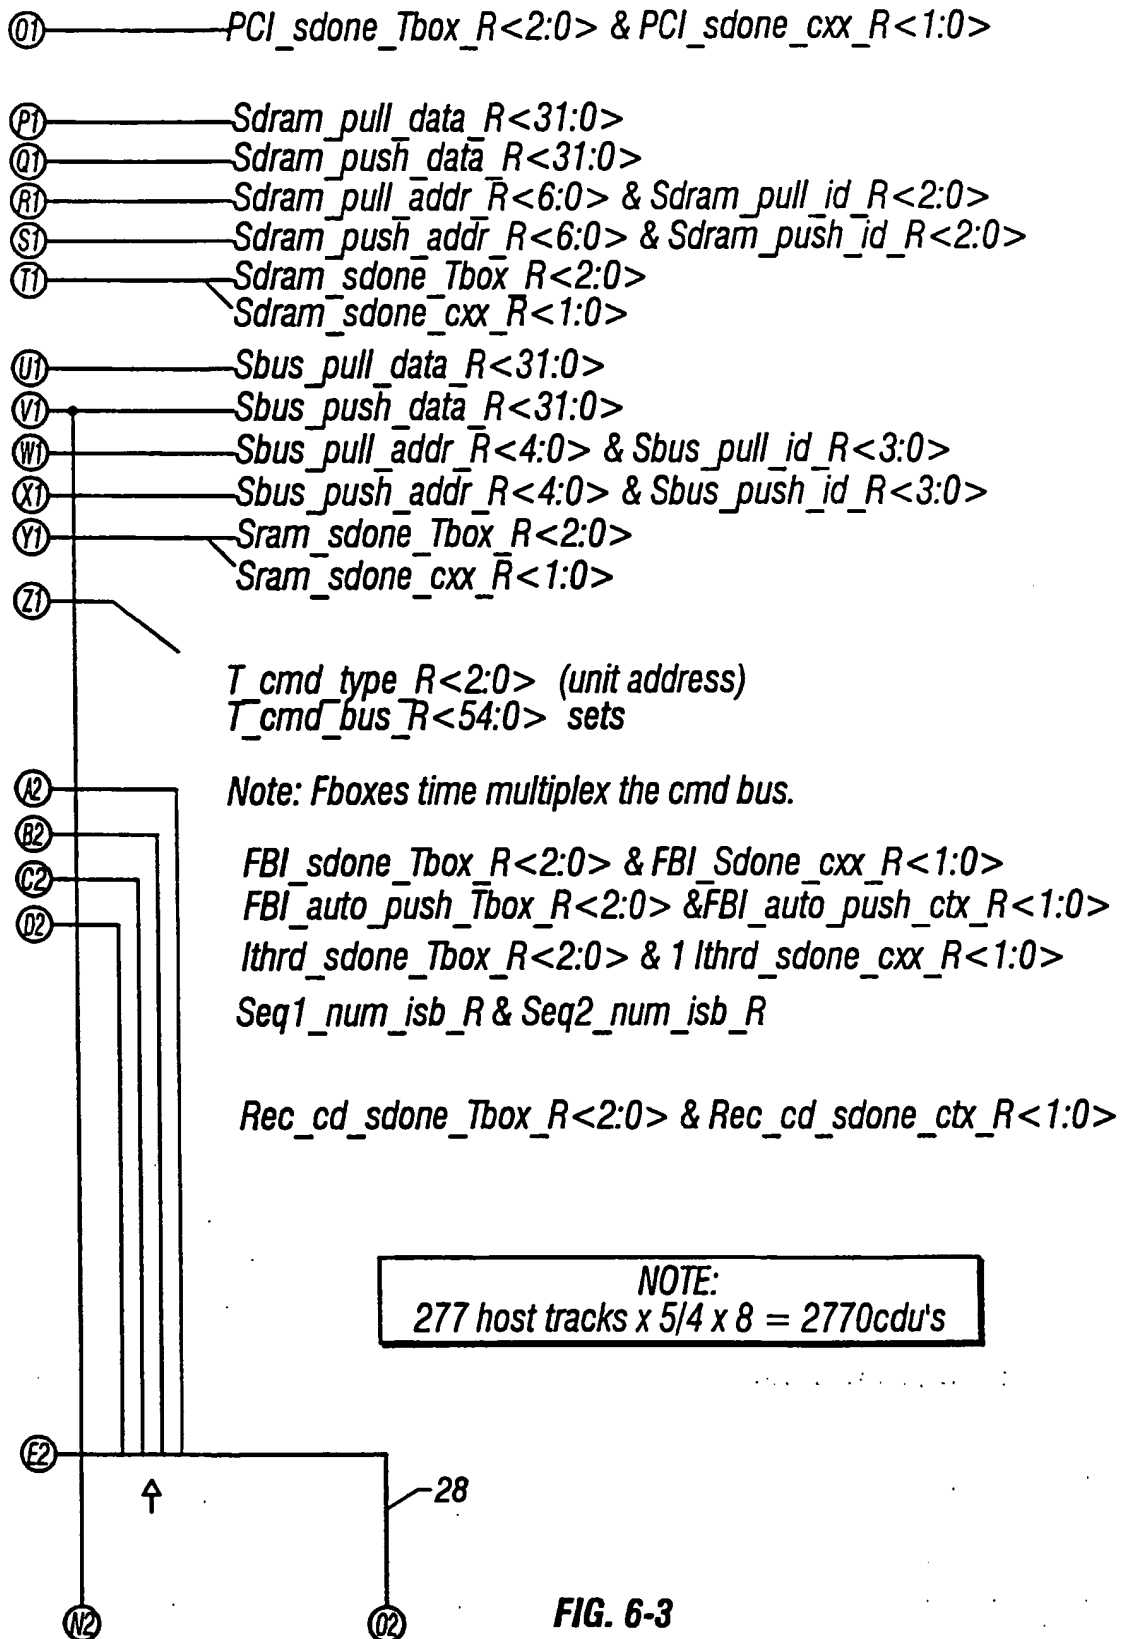 O1 PCI_sdone_Tbox_R<2:0> & PCI_sdone_cxx_R<1:0>
P1 Sdram_pull_data_R<31:0>
Q1 Sdram_push_data_R<31:0>
R1 Sdram_pull_addr_R<6:0> & Sdram_pull_id_R<2:0>
S1 Sdram_push_addr_R<6:0> & Sdram_push_id_R<2:0>
T1 Sdram_sdone_Tbox_R<2:0>
Sdram_sdone_cxx_R<1:0>
U1 Sbus_pull_data_R<31:0>
V1 Sbus_push_data_R<31:0>
W1 Sbus_pull_addr_R<4:0> & Sbus_pull_id_R<3:0>
X1 Sbus_push_addr_R<4:0> & Sbus_push_id_R<3:0>
Y1 Sram_sdone_Tbox_R<2:0>
Sram_sdone_cxx_R<1:0>
Z1
T_cmd_type_R<2:0> (unit address)
T_cmd_bus_R<54:0> sets
A2 Note: Fboxes time multiplex the cmd bus.
B2
FBI_sdone_Tbox_R<2:0> & FBI_Sdone_cxx_R<1:0>
C2
FBI_auto_push_Tbox_R<2:0> &FBI_auto_push_ctx_R<1:0>
D2
Ithrd_sdone_Tbox_R<2:0> & 1 Ithrd_sdone_cxx_R<1:0>
Seq1_num_isb_R & Seq2_num_isb_R
Rec_cd_sdone_Tbox_R<2:0> & Rec_cd_sdone_ctx_R<1:0>
NOTE:
277 host tracks x 5/4 x 8 = 2770cdu's
E2
28
N2 O2
FIG. 6-3